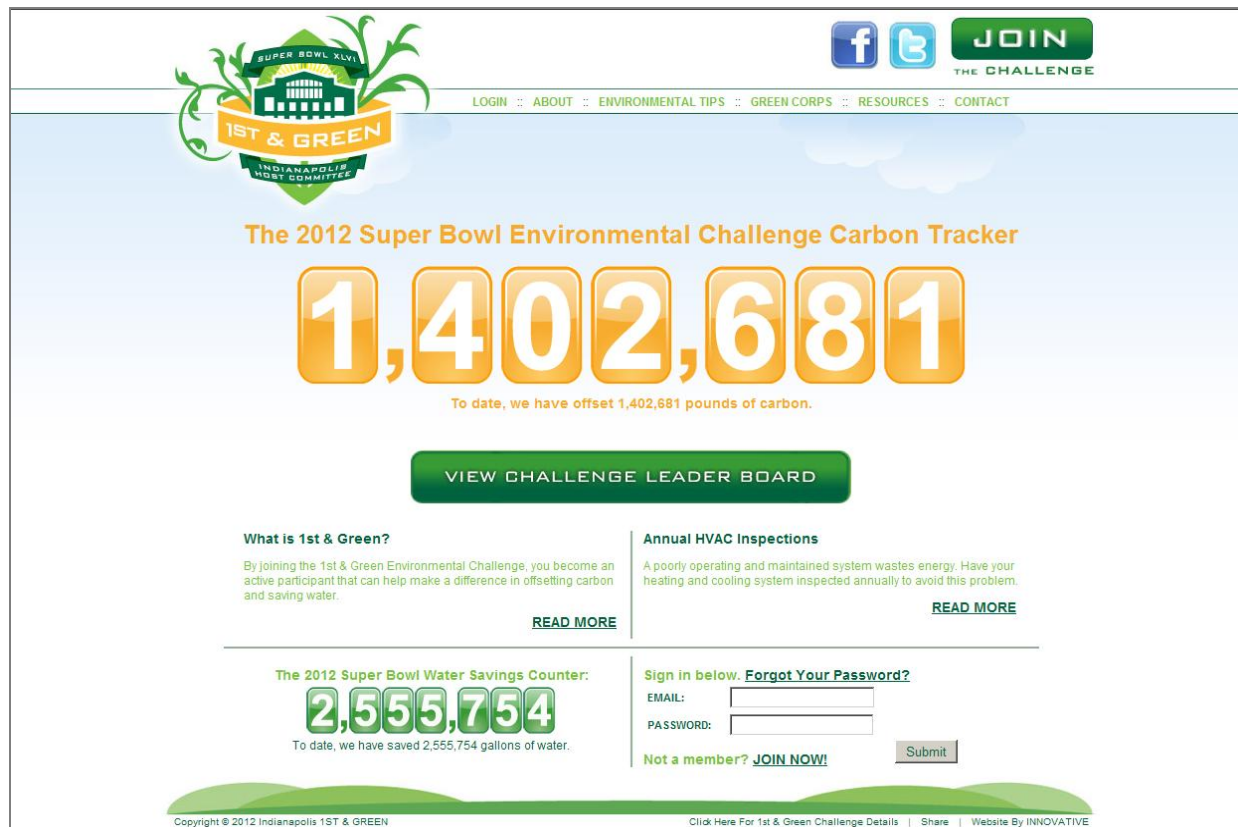 SUPER BOWL XLVI
1ST & GREEN
INDIANAPOLIS
HOST COMMITTEE
JOIN
THE CHALLENGE
LOGIN :: ABOUT :: ENVIRONMENTAL TIPS :: GREEN CORPS :: RESOURCES :: CONTACT
The 2012 Super Bowl Environmental Challenge Carbon Tracker
1,402,681
To date, we have offset 1,402,681 pounds of carbon.
VIEW CHALLENGE LEADER BOARD
What is 1st & Green?
By joining the 1st & Green Environmental Challenge, you become an
active participant that can help make a difference in offsetting carbon
and saving water.
READ MORE
Annual HVAC Inspections
A poorly operating and maintained system wastes energy. Have your
heating and cooling system inspected annually to avoid this problem.
READ MORE
The 2012 Super Bowl Water Savings Counter:
2,555,754
To date, we have saved 2,555,754 gallons of water.
Sign in below. Forgot Your Password?
EMAIL:
PASSWORD:
Submit
Not a member? JOIN NOW!
Copyright © 2012 Indianapolis 1ST & GREEN
Click Here For 1st & Green Challenge Details | Share | Website By INNOVATIVE